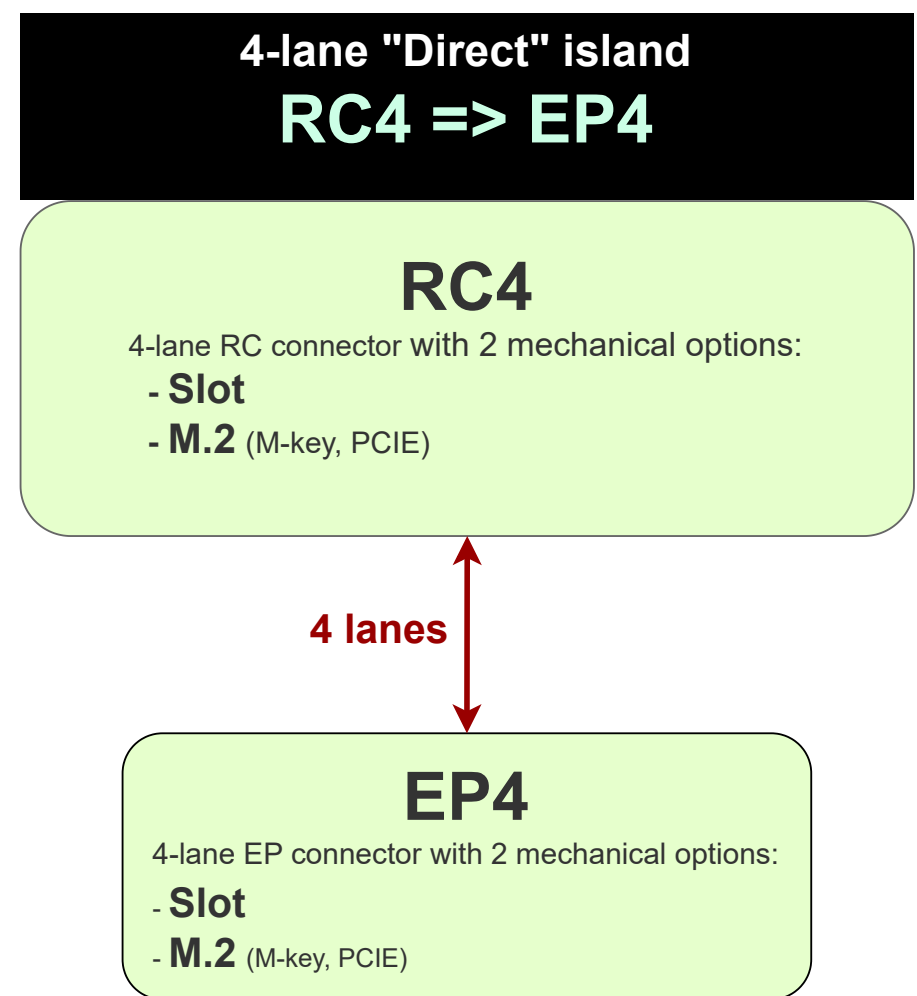 4-lane "Direct" island
RC4 => EP4
RC4
4-lane RC connector with 2 mechanical options:
- Slot
- M.2 (M-key, PCIE)
4 lanes
EP4
4-lane EP connector with 2 mechanical options:
- Slot
- M.2 (M-key, PCIE)